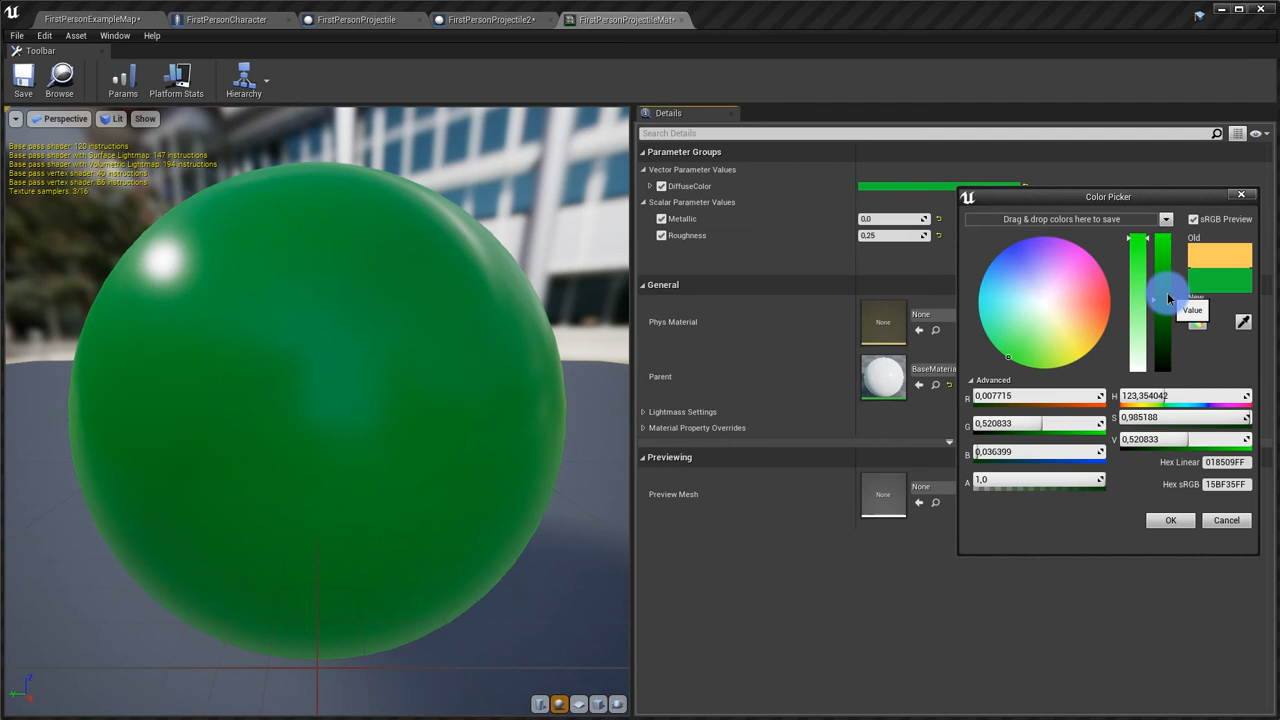 FirstPersonExampleMap*
FirstPersonCharacter
FirstPersonProjectile
FirstPersonProjectile2*
FirstPersonProjectileMat*
File Edit Asset Window Help
Toolbar
Save Browse Params Platform Stats Hierarchy
Perspective Lit Show
Base pass shader: 120 instructions
Base pass shader with Surface Lightmap: 147 instructions
Base pass shader with Volumetric Lightmap: 194 instructions
Base pass vertex shader: 40 instructions
Base pass vertex shader: 86 instructions
Texture samplers: 3/16
Z
Y
X
Details
Search Details
Parameter Groups
Vector Parameter Values
DiffuseColor
Scalar Parameter Values
Metallic 0,0
Roughness 0,25
General
Phys Material None None
Parent BaseMateria
Lightmass Settings
Material Property Overrides
Previewing
Preview Mesh None None
Color Picker
Drag & drop colors here to save
sRGB Preview
Old
New
Value
Advanced
R 0,007715
G 0,520833
B 0,036399
A 1,0
H 123,354042
S 0,985188
V 0,520833
Hex Linear 018509FF
Hex sRGB 15BF35FF
OK Cancel